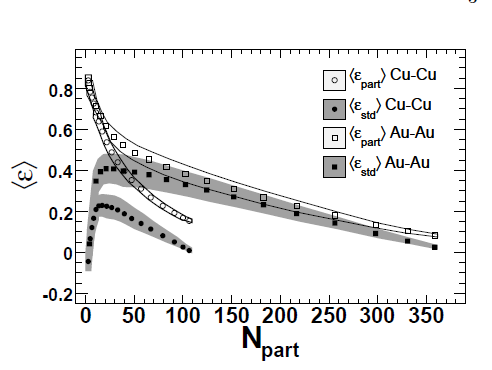 ⟨ε_part⟩ Cu-Cu
⟨ε_std⟩ Cu-Cu
⟨ε_part⟩ Au-Au
⟨ε_std⟩ Au-Au
⟨ε⟩
0.8
0.6
0.4
0.2
0
-0.2
0 50 100 150 200 250 300 350
N_part